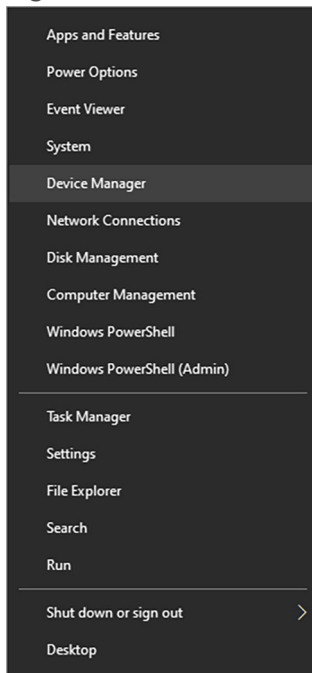 Apps and Features
Power Options
Event Viewer
System
Device Manager
Network Connections
Disk Management
Computer Management
Windows PowerShell
Windows PowerShell (Admin)
Task Manager
Settings
File Explorer
Search
Run
Shut down or sign out
Desktop